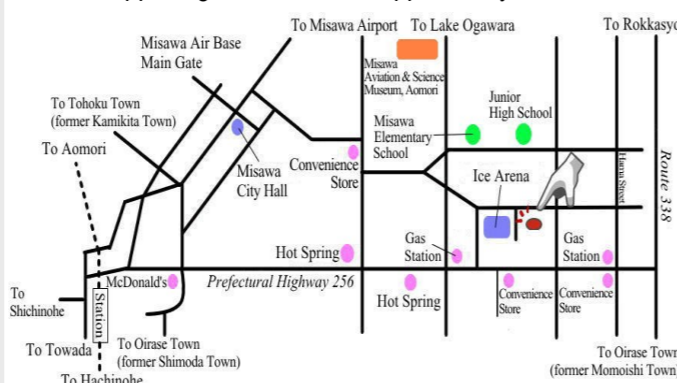 To Misawa Airport
To Lake Ogawara
To Rokkasyo
Misawa Air Base
Main Gate
Misawa
Aviation & Science
Museum, Aomori
To Tohoku Town
(former Kamikita Town)
Junior
High School
Misawa
Elementary
School
To Aomori
Misawa
City Hall
Convenience
Store
Ice Arena
Hama Street
Route 338
Hot Spring
Gas
Station
Gas
Station
McDonald's
Prefectural Highway 256
Hot Spring
Convenience
Store
Convenience
Store
To
Shichinohe
Station
To Towada
To Oirase Town
(former Shimoda Town)
To Hachinohe
To Oirase Town
(former Momoishi Town)